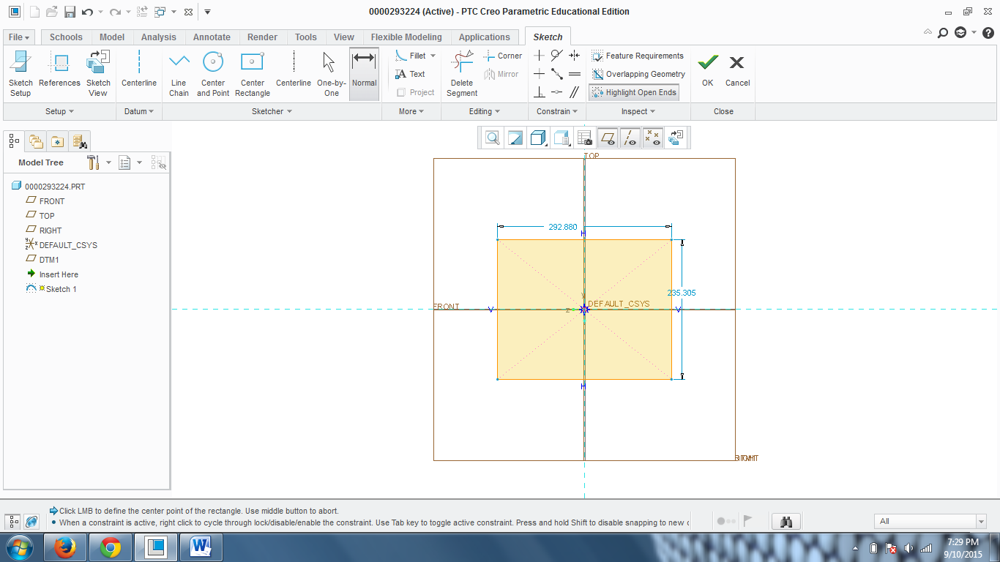 0000293224 (Active) - PTC Creo Parametric Educational Edition
File Schools Model Analysis Annotate Render Tools View Flexible Modeling Applications Sketch
Sketch Setup
References
Sketch View
Centerline
Line Chain
Center and Point
Center Rectangle
Centerline
One-by-One
Normal
Fillet
Text
Project
Delete Segment
Corner
Mirror
Feature Requirements
Overlapping Geometry
Highlight Open Ends
OK
Cancel
Setup Datum Sketcher More Editing Constrain Inspect Close
Model Tree
0000293224.PRT
FRONT
TOP
RIGHT
DEFAULT_CSYS
DTM1
Insert Here
Sketch 1
TOP
292.880
H
235.305
Y
FRONT
V
Z
DEFAULT_CSYS
V
H
Click LMB to define the center point of the rectangle. Use middle button to abort.
When a constraint is active, right click to cycle through lock/disable/enable the constraint. Use Tab key to toggle active constraint. Press and hold Shift to disable snapping to new
All
7:29 PM
9/10/2015